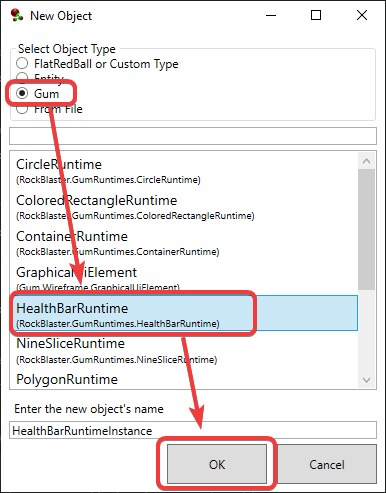 New Object
Select Object Type
FlatRedBall or Custom Type
Entity
Gum
From File
CircleRuntime
(RockBlaster.GumRuntimes.CircleRuntime)
ColoredRectangleRuntime
(RockBlaster.GumRuntimes.ColoredRectangleRuntime)
ContainerRuntime
(RockBlaster.GumRuntimes.ContainerRuntime)
GraphicalUiElement
(Gum.Wireframe.GraphicalUiElement)
HealthBarRuntime
(RockBlaster.GumRuntimes.HealthBarRuntime)
NineSliceRuntime
(RockBlaster.GumRuntimes.NineSliceRuntime)
PolygonRuntime
Enter the new object's name
HealthBarRuntimeInstance
OK Cancel